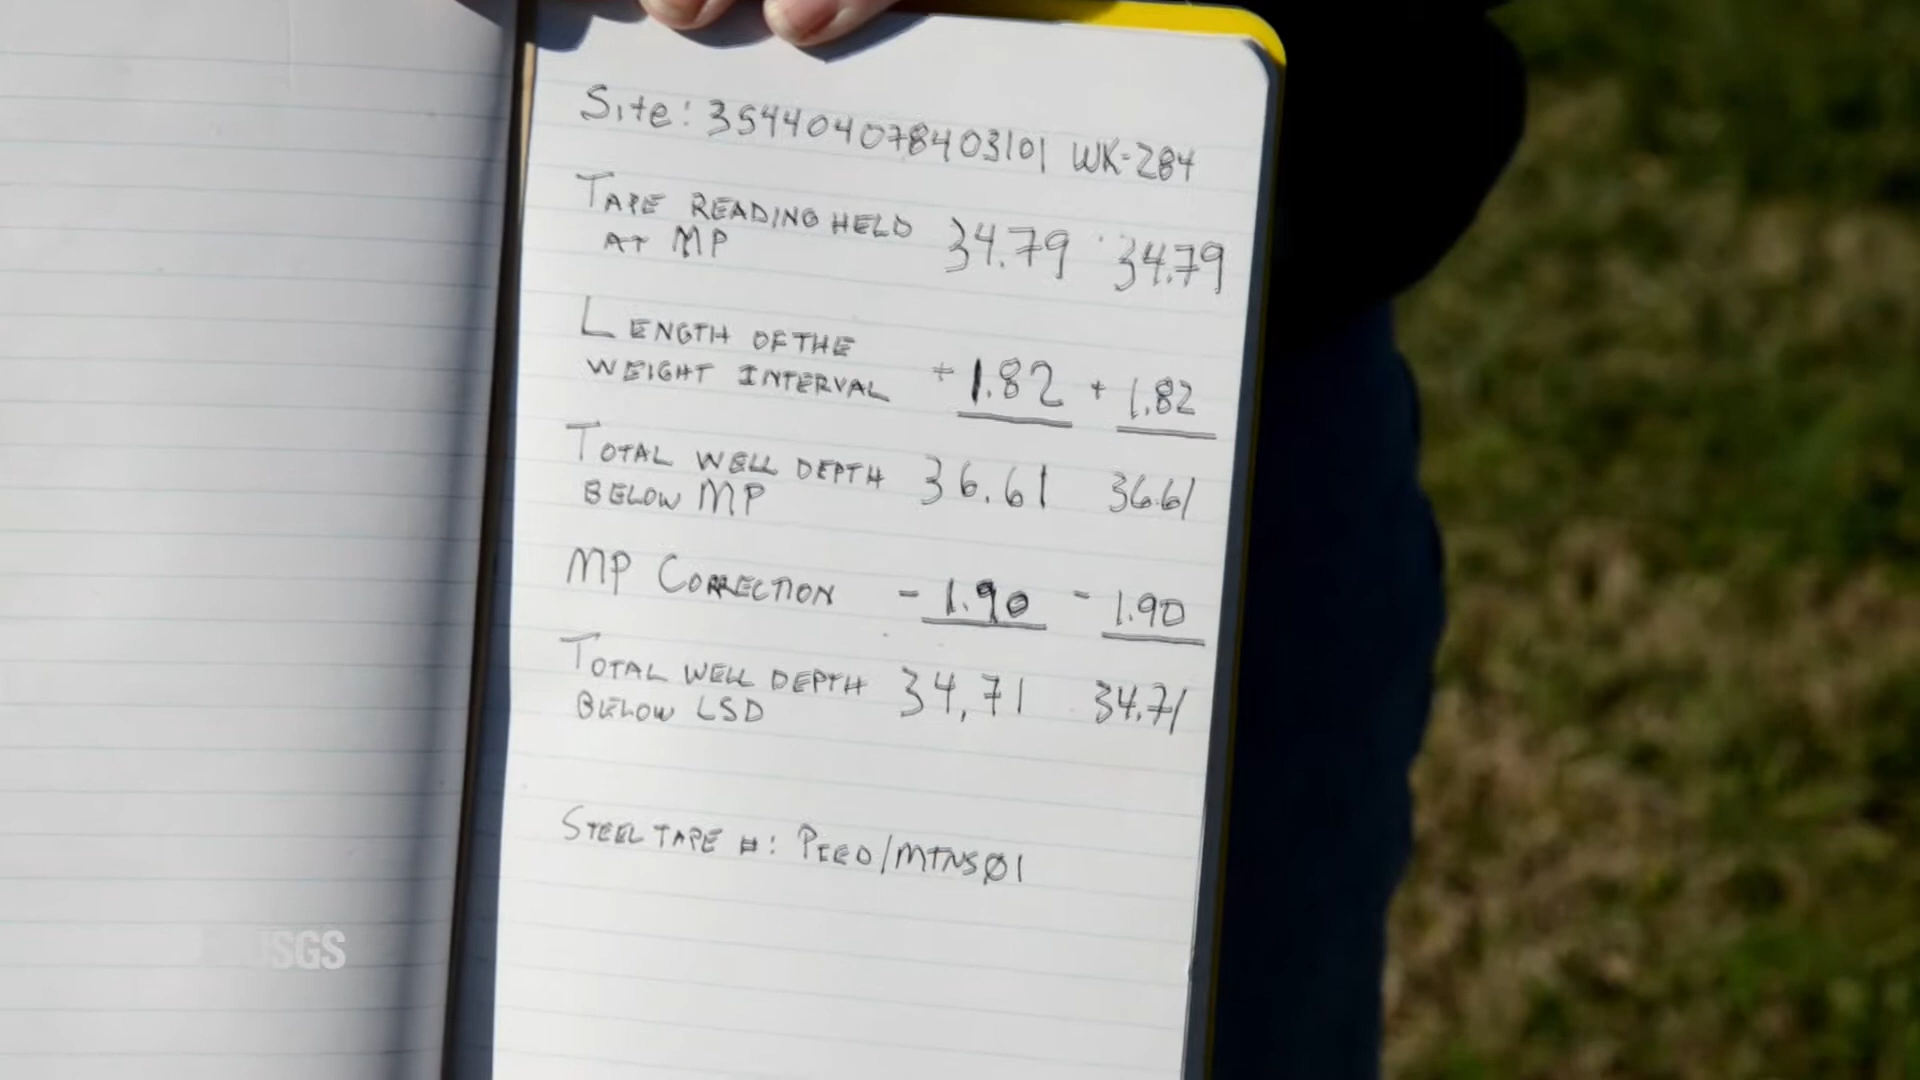 Site: 354404078403101 WK-284
TAPE READING HELD 34.79 34.79
AT MP
LENGTH OF THE
WEIGHT INTERVAL + 1.82 + 1.82
TOTAL WELL DEPTH 36.61 36.61
BELOW MP
MP CORRECTION - 1.90 - 1.90
TOTAL WELL DEPTH 34.71 34.71
BELOW LSD
STEEL TAPE #: PIED/MTNSØ1
USGS